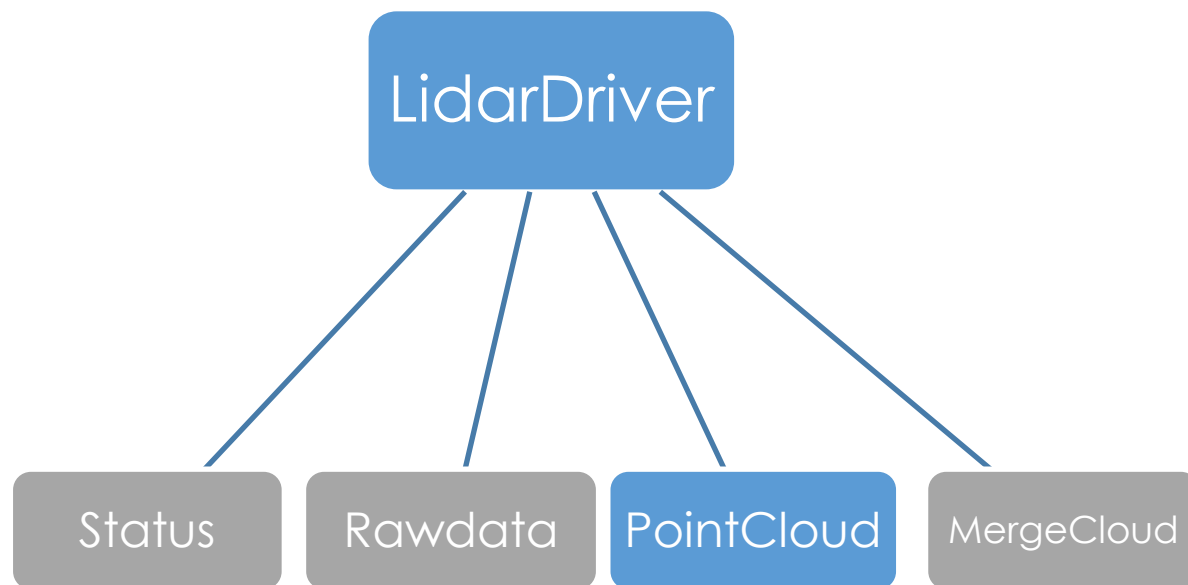 LidarDriver
Status
Rawdata
PointCloud
MergeCloud